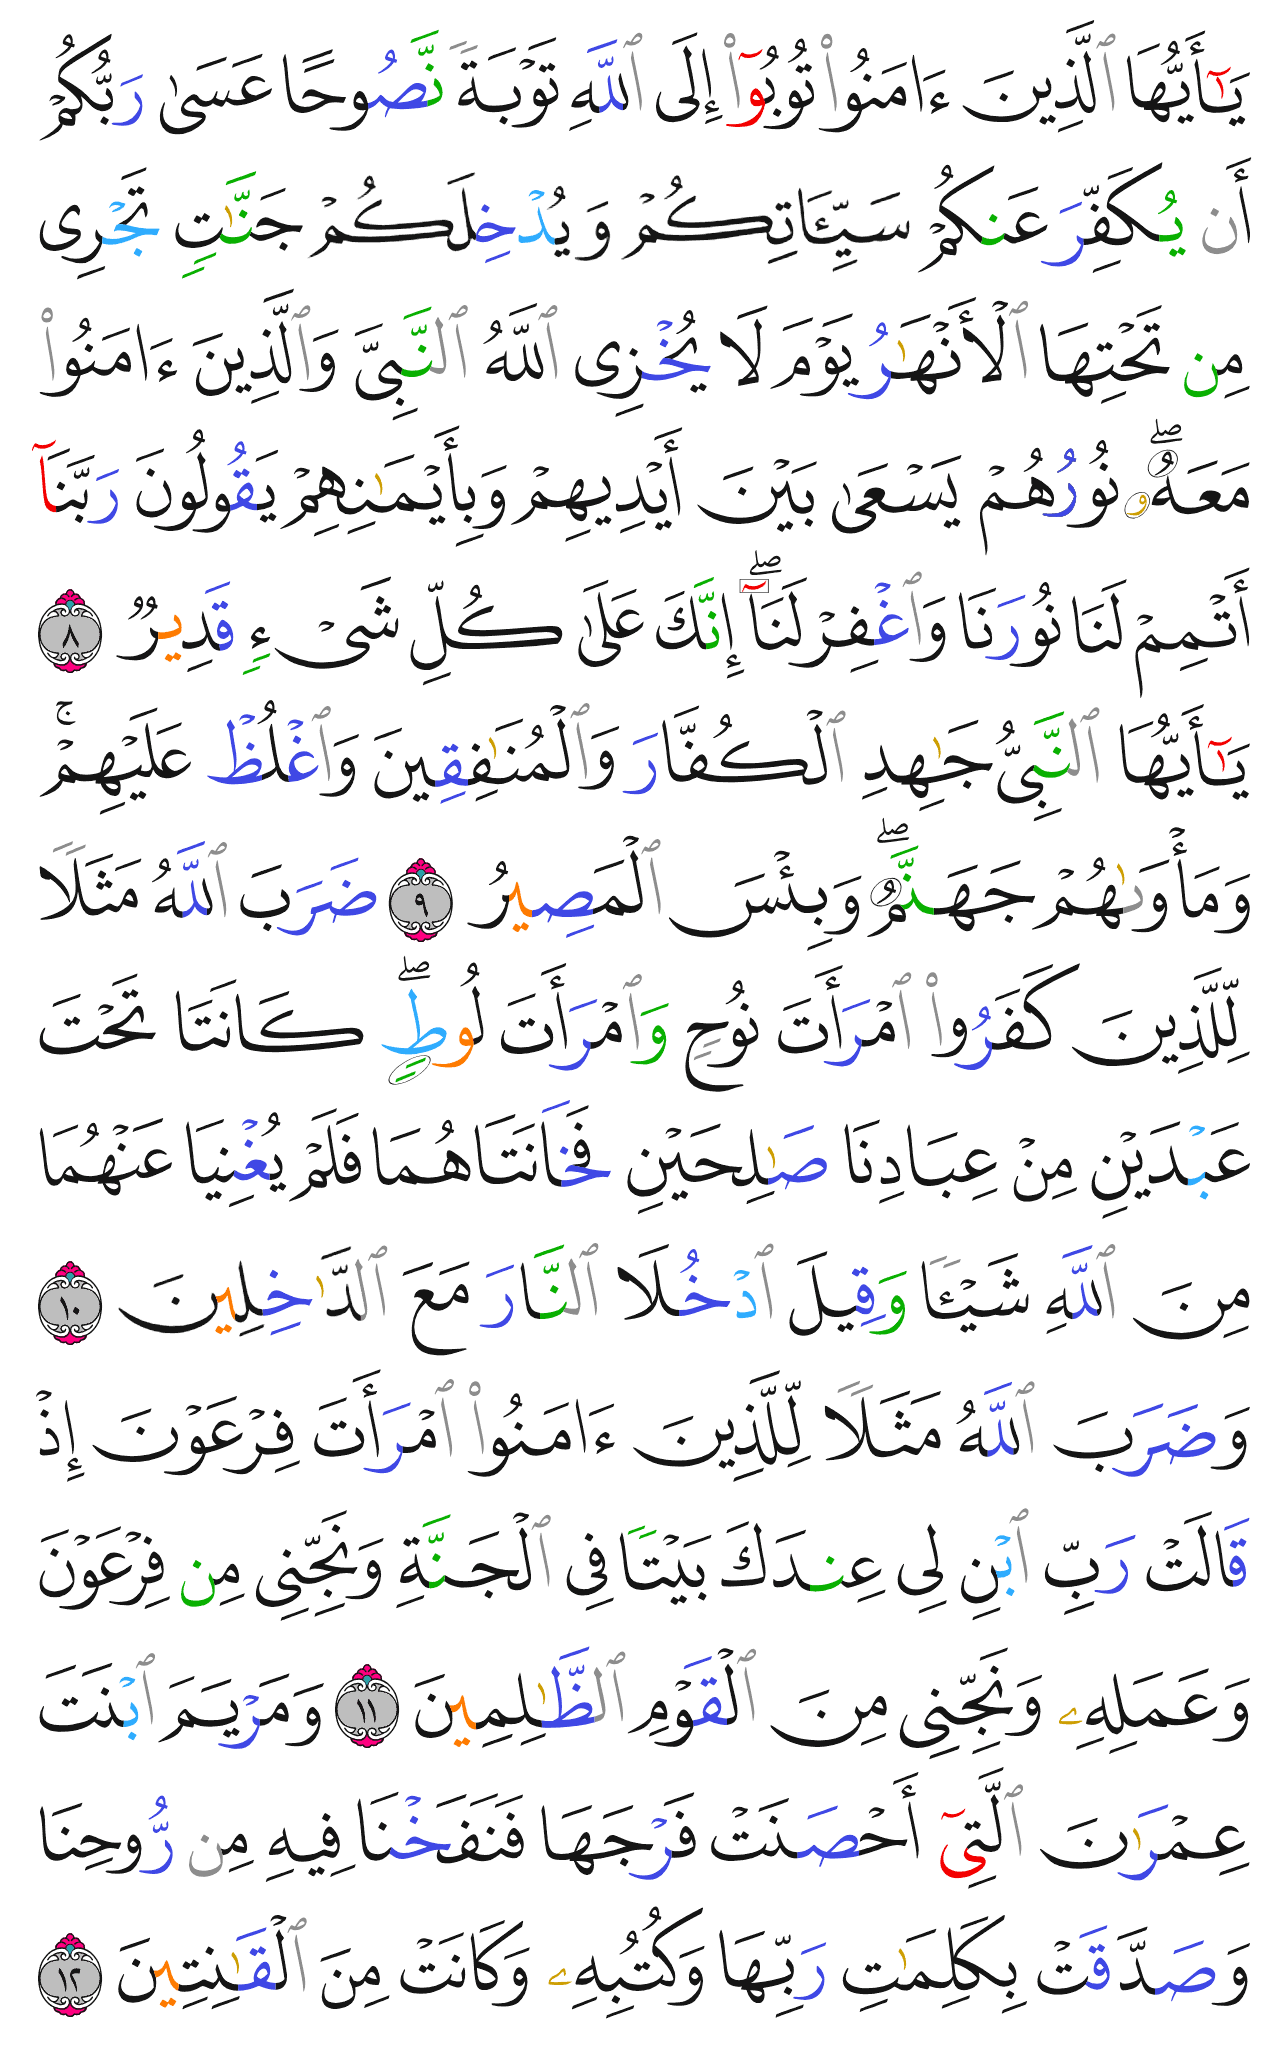 يَـٰٓأَيُّهَا ٱلَّذِينَ ءَامَنُوا۟ تُوبُوٓا۟ إِلَى ٱللَّهِ تَوْبَةً نَّصُوحًا عَسَىٰ رَبُّكُمْ
أَن يُكَفِّرَ عَنكُمْ سَيِّـَٔاتِكُمْ وَيُدْخِلَكُمْ جَنَّـٰتٍ تَجْرِى
مِن تَحْتِهَا ٱلْأَنْهَـٰرُ يَوْمَ لَا يُخْزِى ٱللَّهُ ٱلنَّبِىَّ وَٱلَّذِينَ ءَامَنُوا۟
مَعَهُۥ ۖ نُورُهُمْ يَسْعَىٰ بَيْنَ أَيْدِيهِمْ وَبِأَيْمَـٰنِهِمْ يَقُولُونَ رَبَّنَآ
أَتْمِمْ لَنَا نُورَنَا وَٱغْفِرْ لَنَآ ۖ إِنَّكَ عَلَىٰ كُلِّ شَىْءٍ قَدِيرٌ ٨
يَـٰٓأَيُّهَا ٱلنَّبِىُّ جَـٰهِدِ ٱلْكُفَّارَ وَٱلْمُنَـٰفِقِينَ وَٱغْلُظْ عَلَيْهِمْ ۚ
وَمَأْوَىٰهُمْ جَهَنَّمُ ۖ وَبِئْسَ ٱلْمَصِيرُ ٩ ضَرَبَ ٱللَّهُ مَثَلًا
لِّلَّذِينَ كَفَرُوا۟ ٱمْرَأَتَ نُوحٍ وَٱمْرَأَتَ لُوطٍ ۖ كَانَتَا تَحْتَ
عَبْدَيْنِ مِنْ عِبَادِنَا صَـٰلِحَيْنِ فَخَانَتَاهُمَا فَلَمْ يُغْنِيَا عَنْهُمَا
مِنَ ٱللَّهِ شَيْـًٔا وَقِيلَ ٱدْخُلَا ٱلنَّارَ مَعَ ٱلدَّٰخِلِينَ ١٠
وَضَرَبَ ٱللَّهُ مَثَلًا لِّلَّذِينَ ءَامَنُوا۟ ٱمْرَأَتَ فِرْعَوْنَ إِذْ
قَالَتْ رَبِّ ٱبْنِ لِى عِندَكَ بَيْتًا فِى ٱلْجَنَّةِ وَنَجِّنِى مِن فِرْعَوْنَ
وَعَمَلِهِۦ وَنَجِّنِى مِنَ ٱلْقَوْمِ ٱلظَّـٰلِمِينَ ١١ وَمَرْيَمَ ٱبْنَتَ
عِمْرَٰنَ ٱلَّتِىٓ أَحْصَنَتْ فَرْجَهَا فَنَفَخْنَا فِيهِ مِن رُّوحِنَا
وَصَدَّقَتْ بِكَلِمَـٰتِ رَبِّهَا وَكُتُبِهِۦ وَكَانَتْ مِنَ ٱلْقَـٰنِتِينَ ١٢